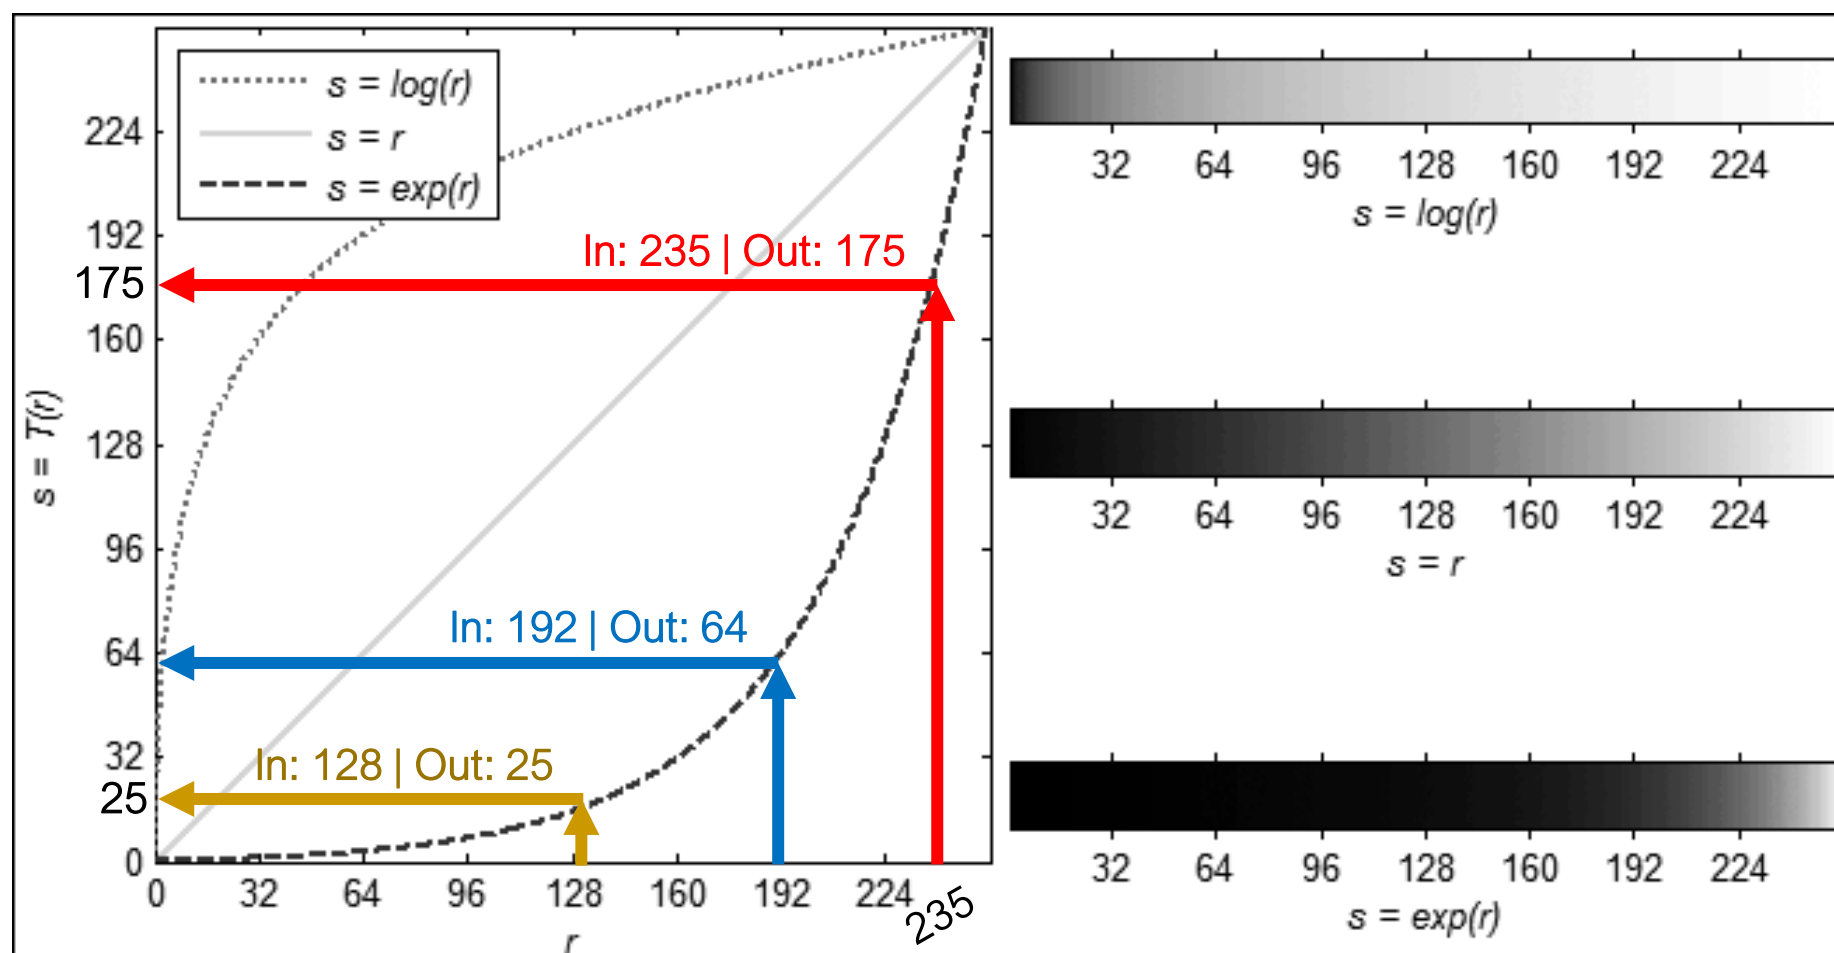 s = log(r)
s = r
s = exp(r)
s = T(r)
224
192
175
160
128
96
64
32
25
0
In: 235 | Out: 175
In: 192 | Out: 64
In: 128 | Out: 25
0 32 64 96 128 160 192 224 235
r
32 64 96 128 160 192 224
s = log(r)
32 64 96 128 160 192 224
s = r
32 64 96 128 160 192 224
s = exp(r)